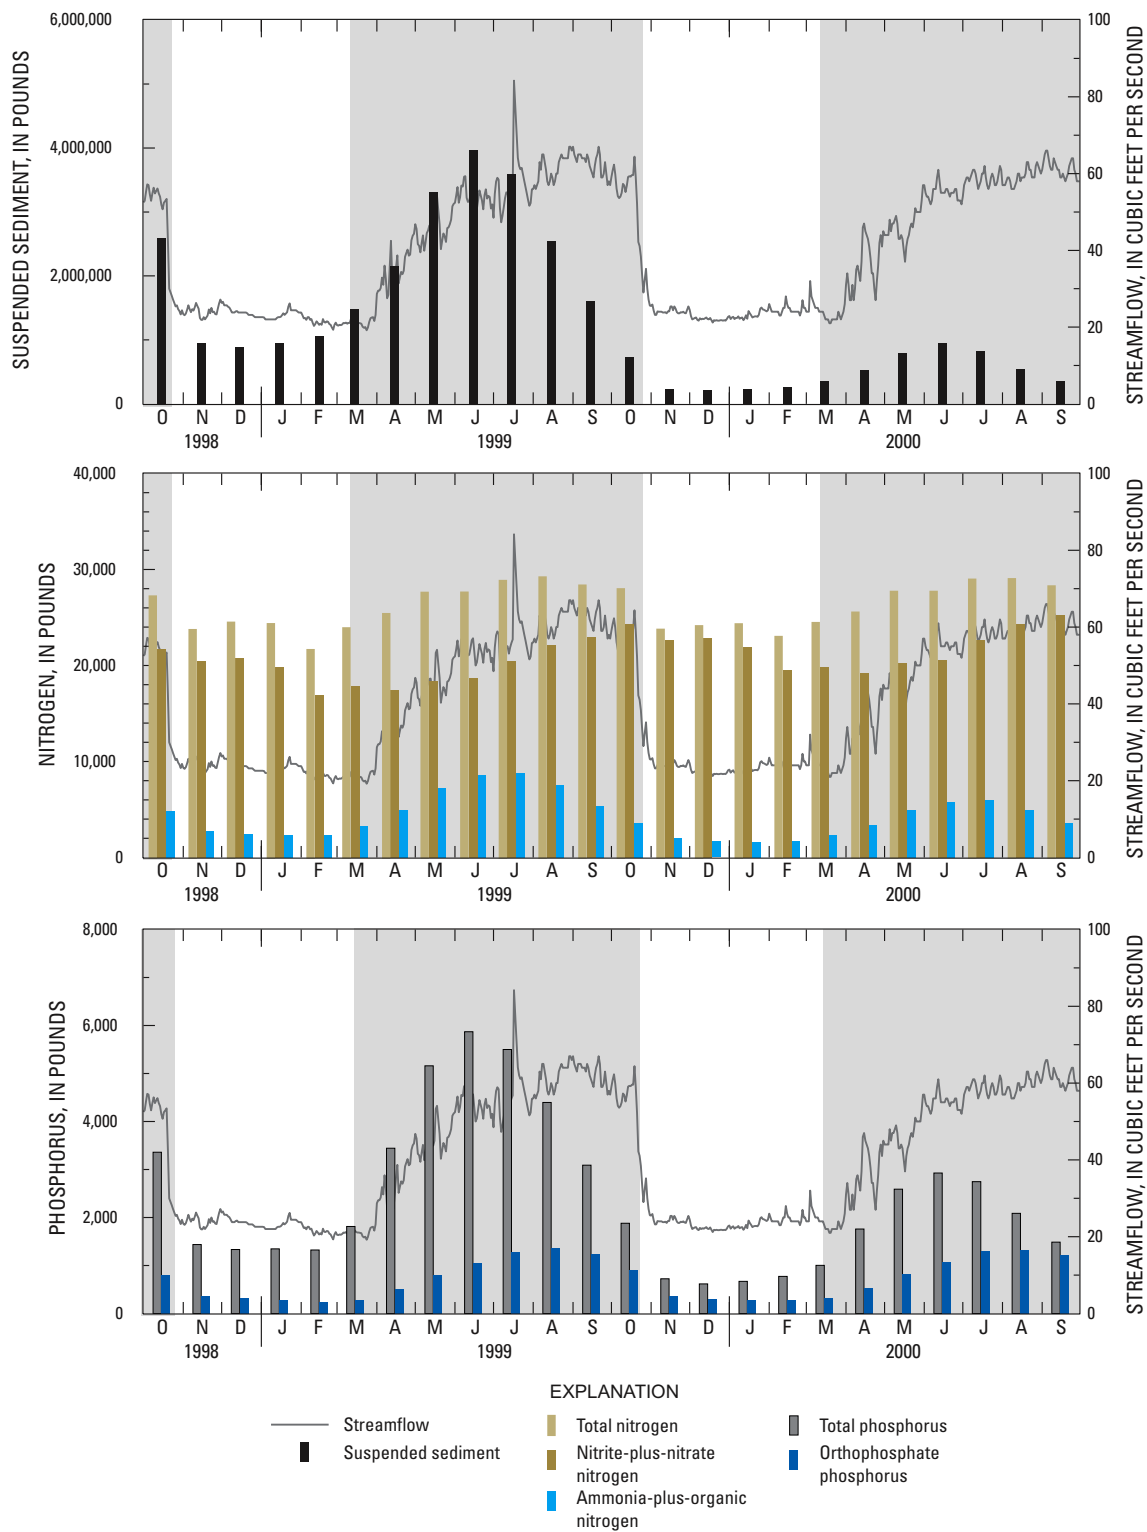 6,000,000
4,000,000
2,000,000
0
SUSPENDED SEDIMENT, IN POUNDS
100
80
60
40
20
0
STREAMFLOW, IN CUBIC FEET PER SECOND
O N D J F M A M J J A S O N D J F M A M J J A S
1998 1999 2000
40,000
30,000
20,000
10,000
0
NITROGEN, IN POUNDS
100
80
60
40
20
0
STREAMFLOW, IN CUBIC FEET PER SECOND
O N D J F M A M J J A S O N D J F M A M J J A S
1998 1999 2000
8,000
6,000
4,000
2,000
0
PHOSPHORUS, IN POUNDS
100
80
60
40
20
0
STREAMFLOW, IN CUBIC FEET PER SECOND
O N D J F M A M J J A S O N D J F M A M J J A S
1998 1999 2000
EXPLANATION
Streamflow
Suspended sediment
Total nitrogen
Nitrite-plus-nitrate
nitrogen
Ammonia-plus-organic
nitrogen
Total phosphorus
Orthophosphate
phosphorus